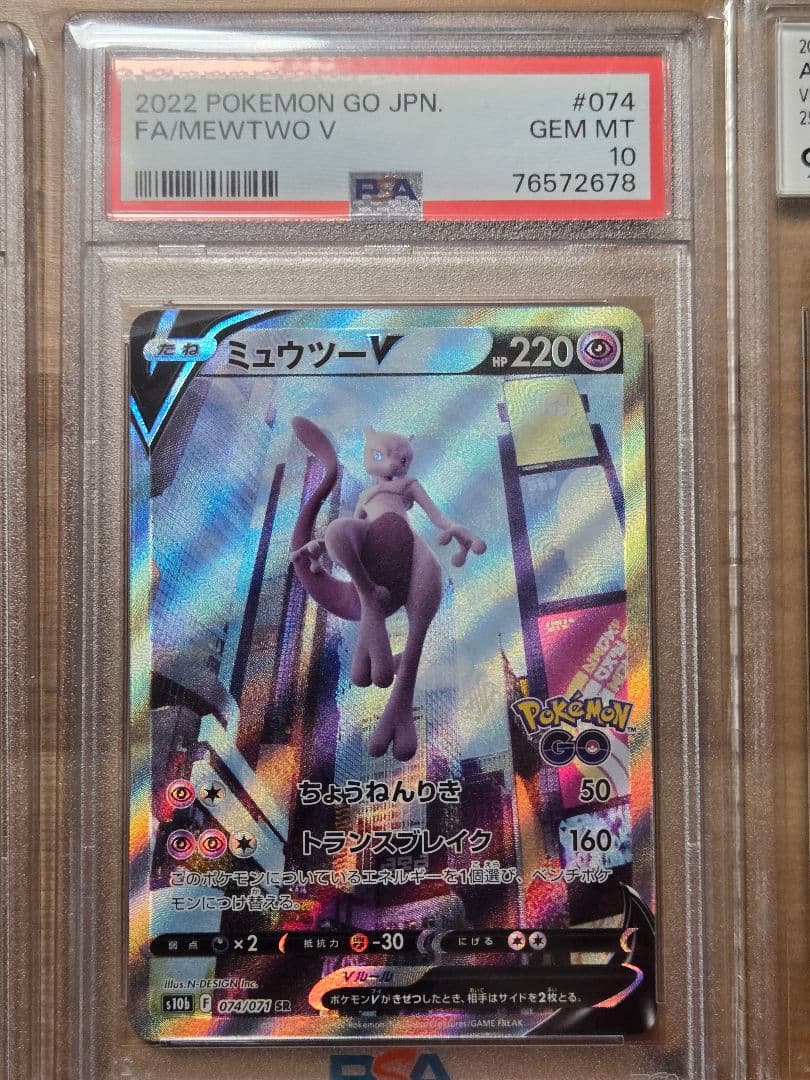 2022 POKEMON GO JPN.
#074
FA/MEWTWO V
GEM MT
10
PSA
76572678
たね
ミュウツーV
HP 220
Pokémon
GO
ちょうねんりき
50
トランスブレイク
160
このポケモンについているエネルギーを1個選び、ベンチポケ
モンにつけ替える。
弱点 ×2
抵抗力 -30
にげる
Vルール
ポケモンVがきぜつしたとき、相手はサイドを2枚とる。
illus.N-DESIGN Inc.
s10b F 074/071 SR
PSA